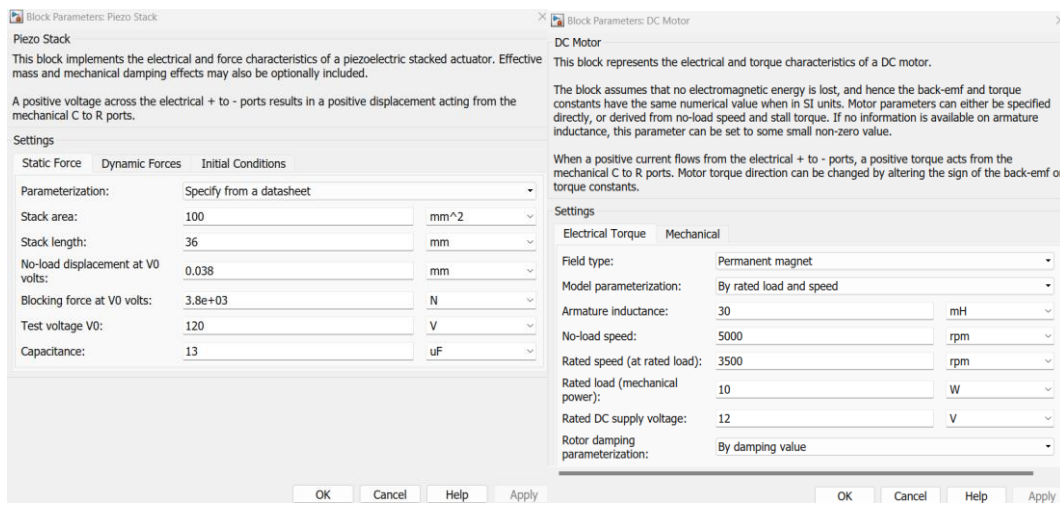 Block Parameters: Piezo Stack
Piezo Stack
This block implements the electrical and force characteristics of a piezoelectric stacked actuator. Effective
mass and mechanical damping effects may also be optionally included.
A positive voltage across the electrical + to - ports results in a positive displacement acting from the
mechanical C to R ports.
Settings
Static Force Dynamic Forces Initial Conditions
Parameterization: Specify from a datasheet
Stack area: 100 mm^2
Stack length: 36 mm
No-load displacement at V0
volts: 0.038 mm
Blocking force at V0 volts: 3.8e+03 N
Test voltage V0: 120 V
Capacitance: 13 uF
OK Cancel Help Apply
Block Parameters: DC Motor
DC Motor
This block represents the electrical and torque characteristics of a DC motor.
The block assumes that no electromagnetic energy is lost, and hence the back-emf and torque
constants have the same numerical value when in SI units. Motor parameters can either be specified
directly, or derived from no-load speed and stall torque. If no information is available on armature
inductance, this parameter can be set to some small non-zero value.
When a positive current flows from the electrical + to - ports, a positive torque acts from the
mechanical C to R ports. Motor torque direction can be changed by altering the sign of the back-emf or
torque constants.
Settings
Electrical Torque Mechanical
Field type: Permanent magnet
Model parameterization: By rated load and speed
Armature inductance: 30 mH
No-load speed: 5000 rpm
Rated speed (at rated load): 3500 rpm
Rated load (mechanical
power): 10 W
Rated DC supply voltage: 12 V
Rotor damping
parameterization: By damping value
OK Cancel Help Apply